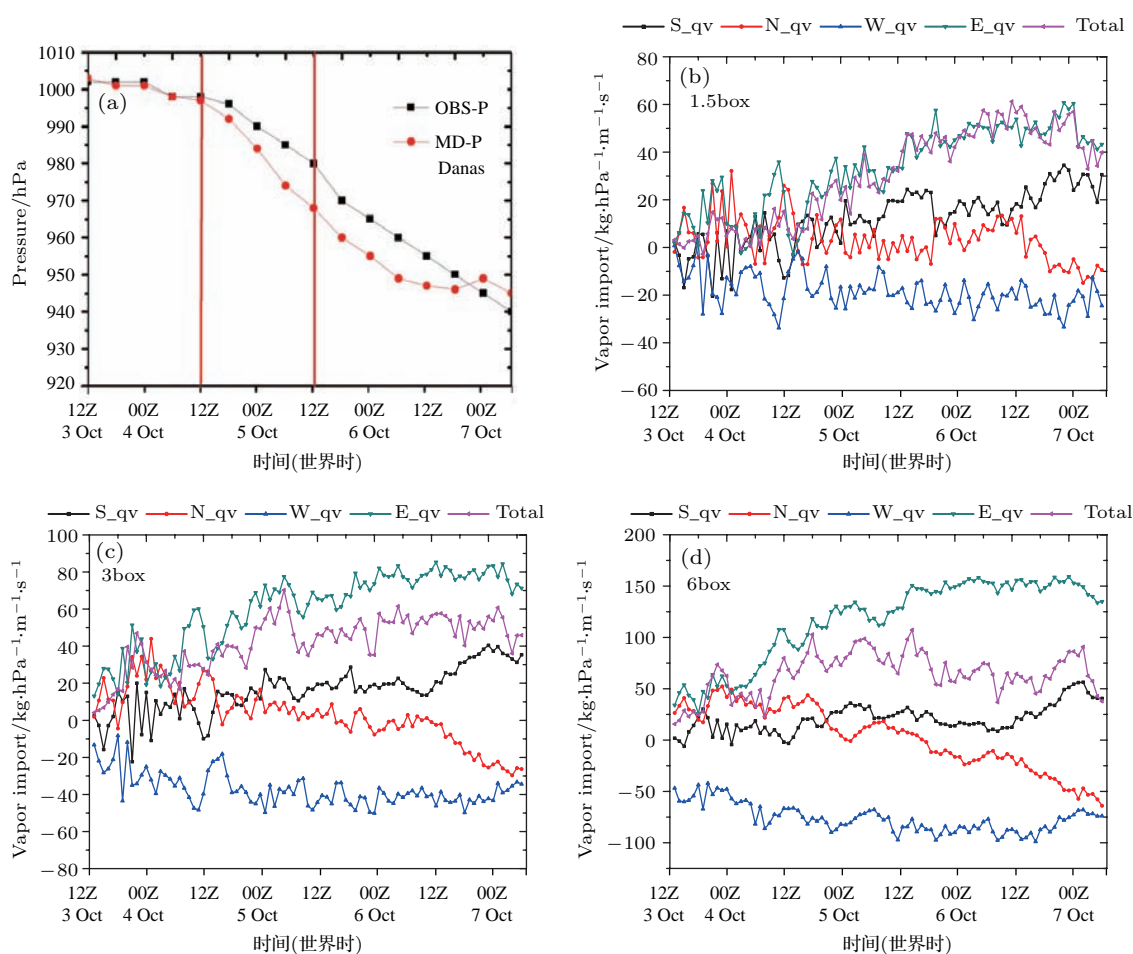 (a)
OBS-P
MD-P
Danas
Pressure/hPa
1010
1000
990
980
970
960
950
940
930
920
12Z 00Z 12Z 00Z 12Z 00Z 12Z 00Z
3 Oct 4 Oct 5 Oct 6 Oct 7 Oct
时间(世界时)
S_qv N_qv W_qv E_qv Total
(b)
1.5box
Vapor import/kg·hPa⁻¹·m⁻¹·s⁻¹
80
60
40
20
0
−20
−40
−60
12Z 00Z 12Z 00Z 12Z 00Z 12Z 00Z
3 Oct 4 Oct 5 Oct 6 Oct 7 Oct
时间(世界时)
S_qv N_qv W_qv E_qv Total
(c)
3box
Vapor import/kg·hPa⁻¹·m⁻¹·s⁻¹
100
80
60
40
20
0
−20
−40
−60
−80
12Z 00Z 12Z 00Z 12Z 00Z 12Z 00Z
3 Oct 4 Oct 5 Oct 6 Oct 7 Oct
时间(世界时)
S_qv N_qv W_qv E_qv Total
(d)
6box
Vapor import/kg·hPa⁻¹·m⁻¹·s⁻¹
200
150
100
50
0
−50
−100
12Z 00Z 12Z 00Z 12Z 00Z 12Z 00Z
3 Oct 4 Oct 5 Oct 6 Oct 7 Oct
时间(世界时)